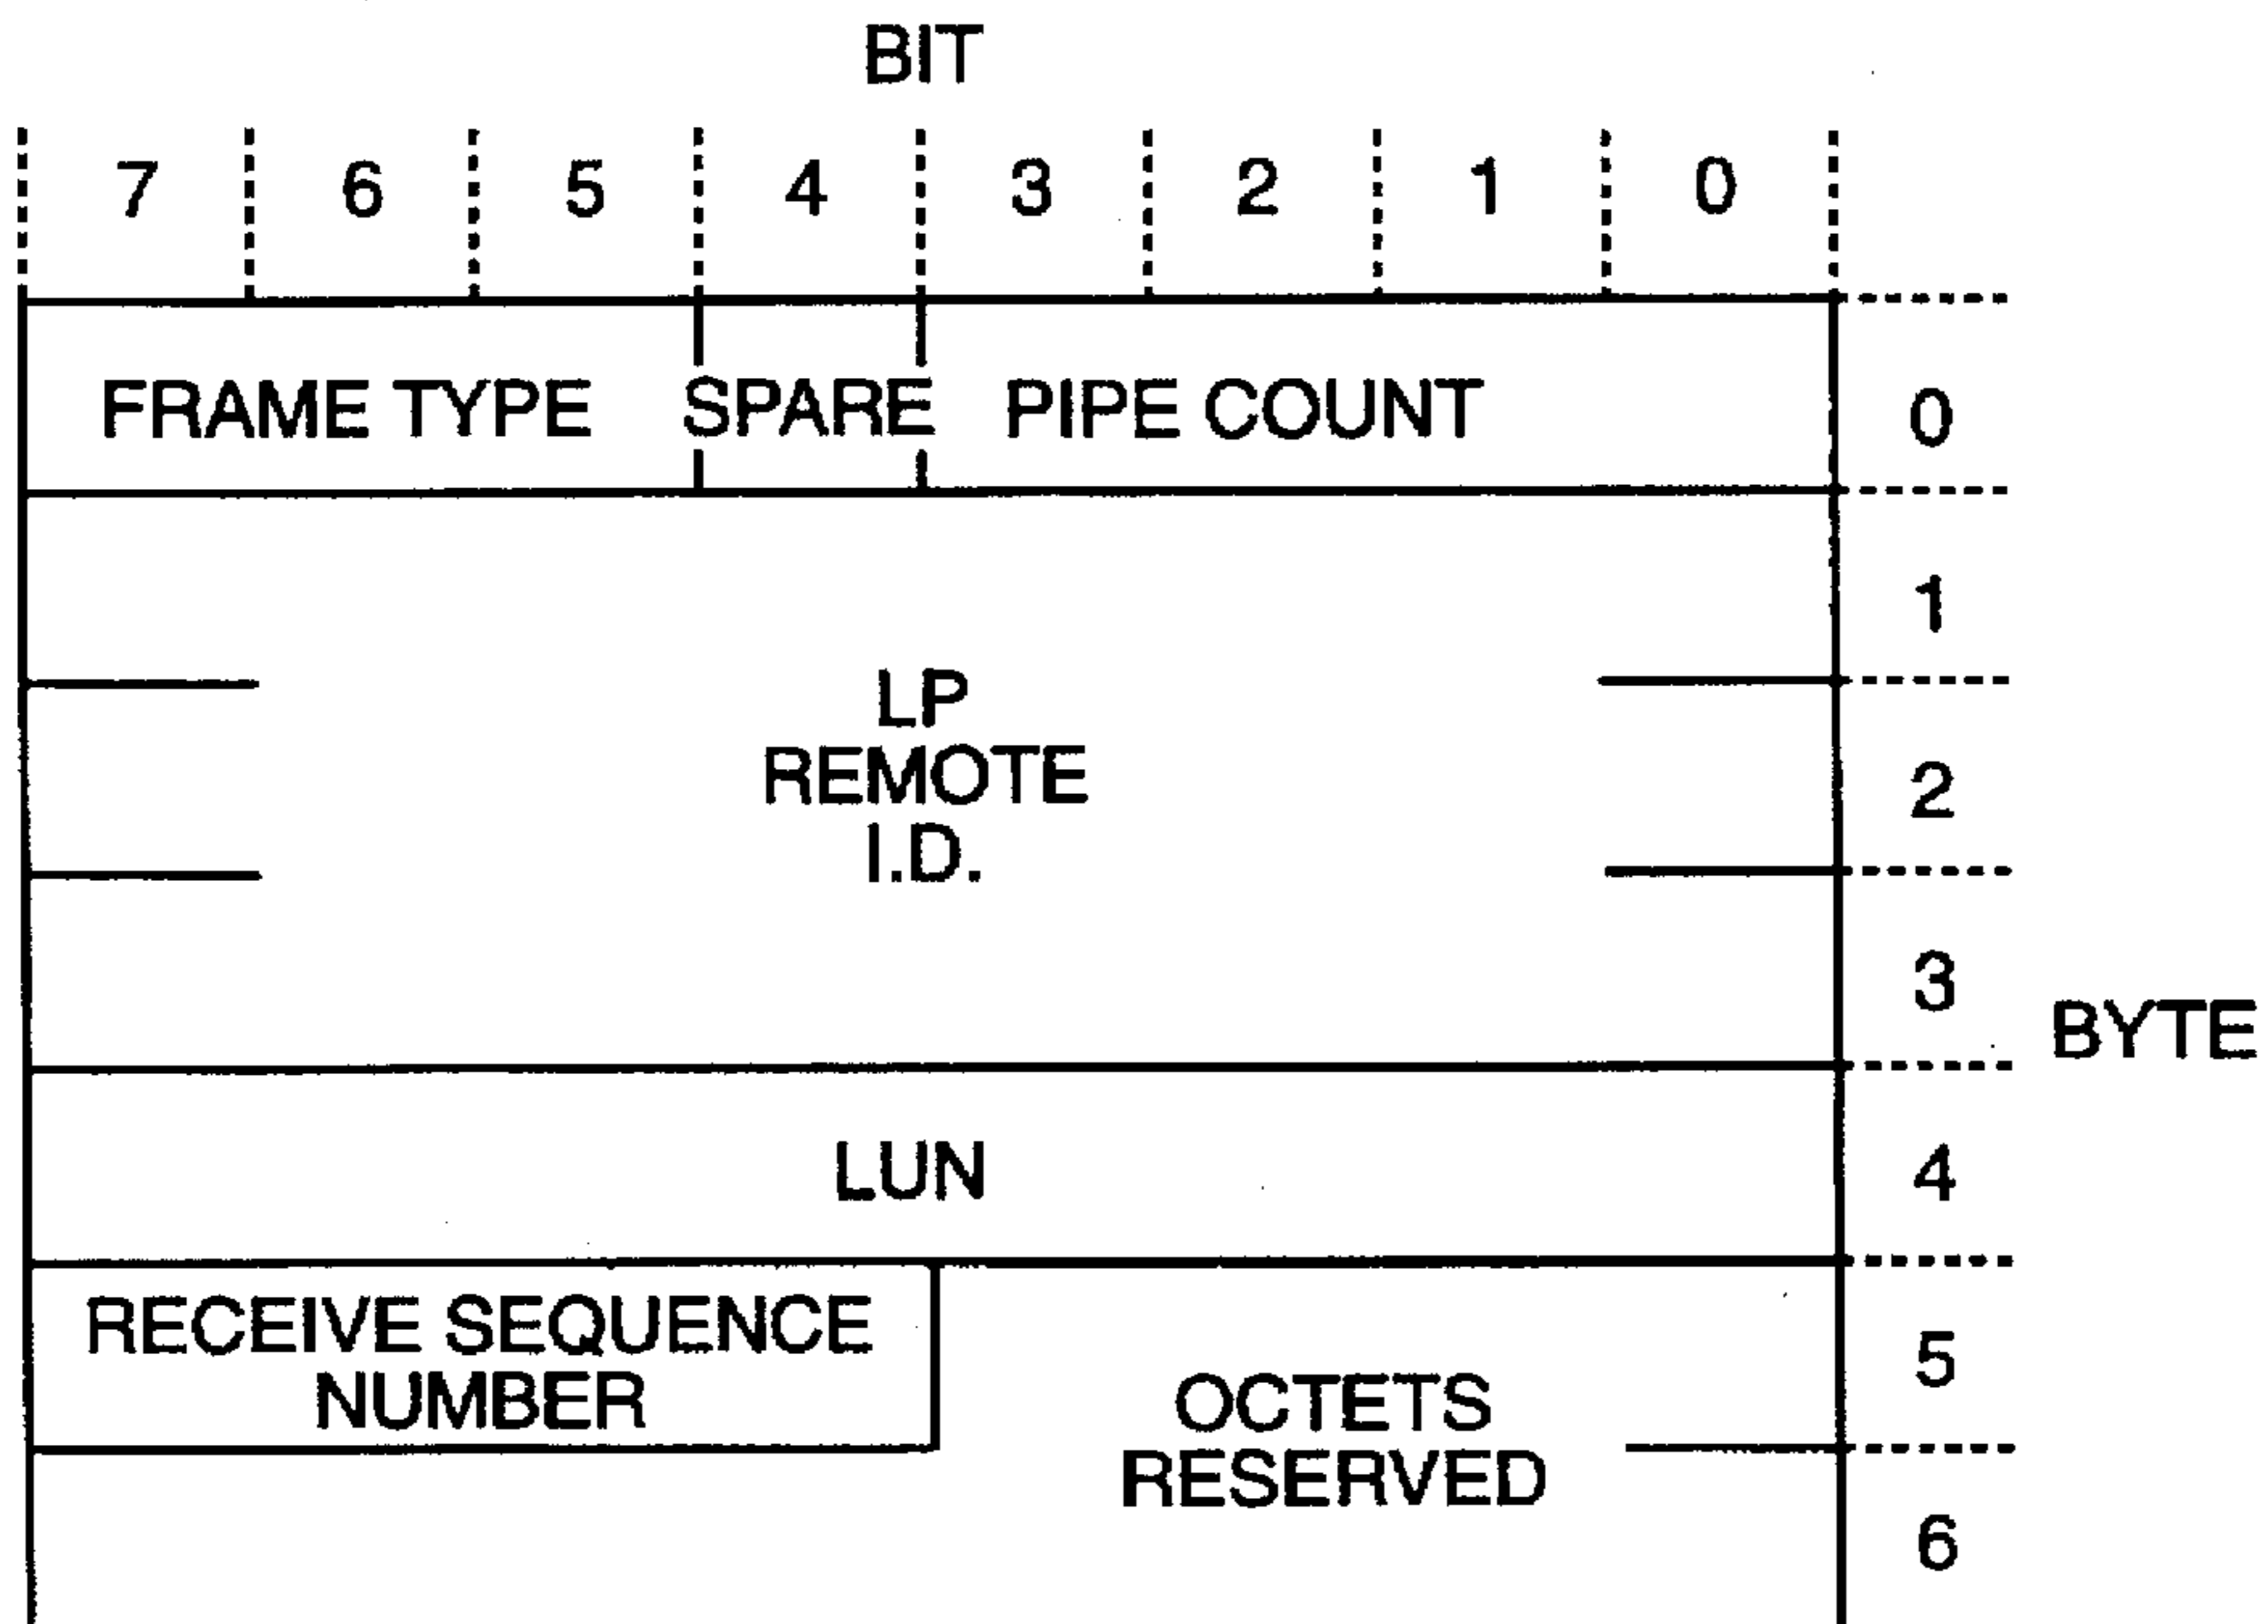 BIT
7 6 5 4 3 2 1 0
FRAME TYPE SPARE PIPE COUNT 0
1
LP
REMOTE
2
I.D.
3
BYTE
LUN 4
RECEIVE SEQUENCE
NUMBER
5
OCTETS
RESERVED
6